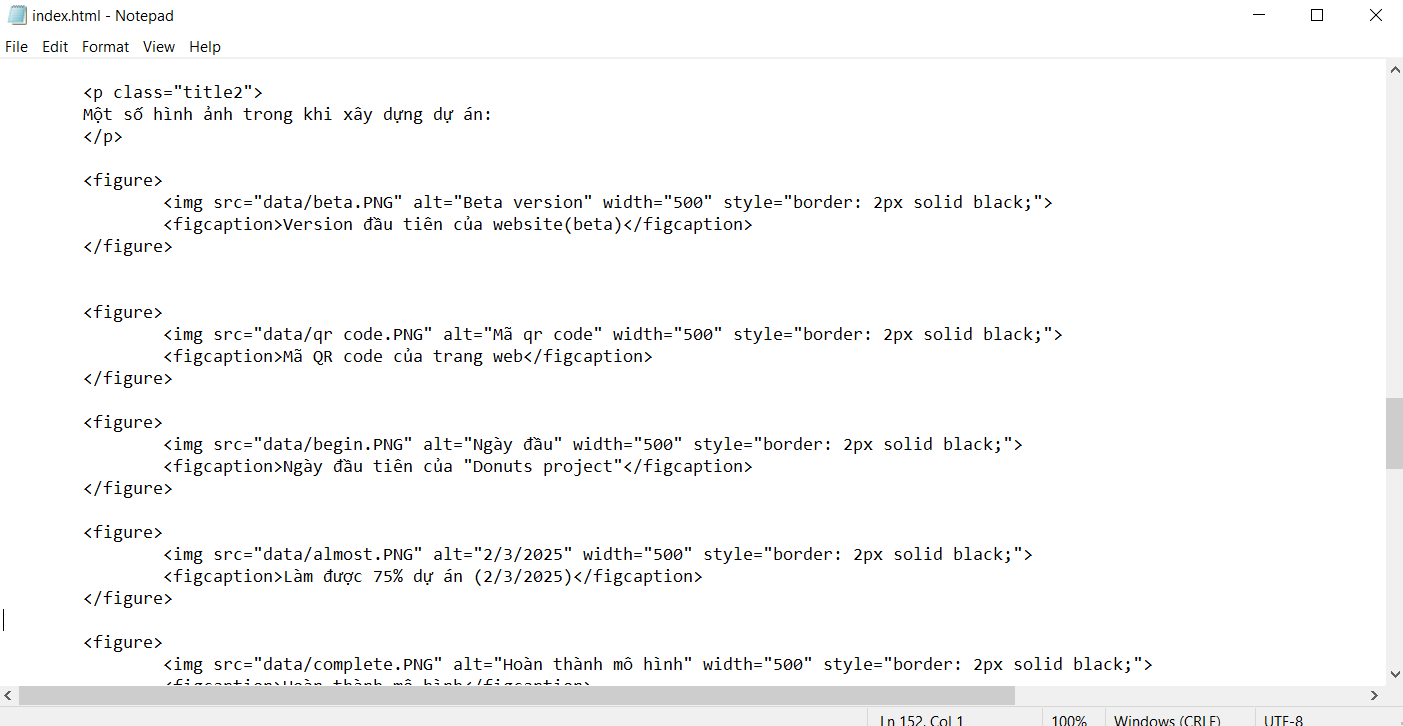 index.html - Notepad
File Edit Format View Help
<p class="title2">
Một số hình ảnh trong khi xây dựng dự án:
</p>
<figure>
<img src="data/beta.PNG" alt="Beta version" width="500" style="border: 2px solid black;">
<figcaption>Version đầu tiên của website(beta)</figcaption>
</figure>
<figure>
<img src="data/qr code.PNG" alt="Mã qr code" width="500" style="border: 2px solid black;">
<figcaption>Mã QR code của trang web</figcaption>
</figure>
<figure>
<img src="data/begin.PNG" alt="Ngày đầu" width="500" style="border: 2px solid black;">
<figcaption>Ngày đầu tiên của "Donuts project"</figcaption>
</figure>
<figure>
<img src="data/almost.PNG" alt="2/3/2025" width="500" style="border: 2px solid black;">
<figcaption>Làm được 75% dự án (2/3/2025)</figcaption>
</figure>
<figure>
<img src="data/complete.PNG" alt="Hoàn thành mô hình" width="500" style="border: 2px solid black;">
<figcaption>Hoàn thành mô hình</figcaption>
Ln 152, Col 1 100% Windows (CRLF) UTF-8